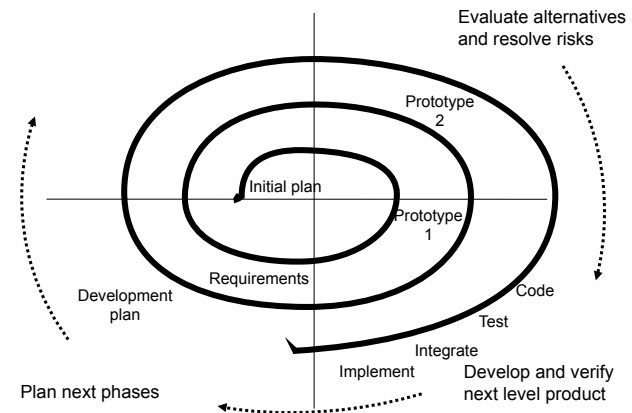 Evaluate alternatives
and resolve risks
Prototype
2
Initial plan
Prototype
1
Requirements
Development
plan
Code
Test
Integrate
Implement
Develop and verify
next level product
Plan next phases